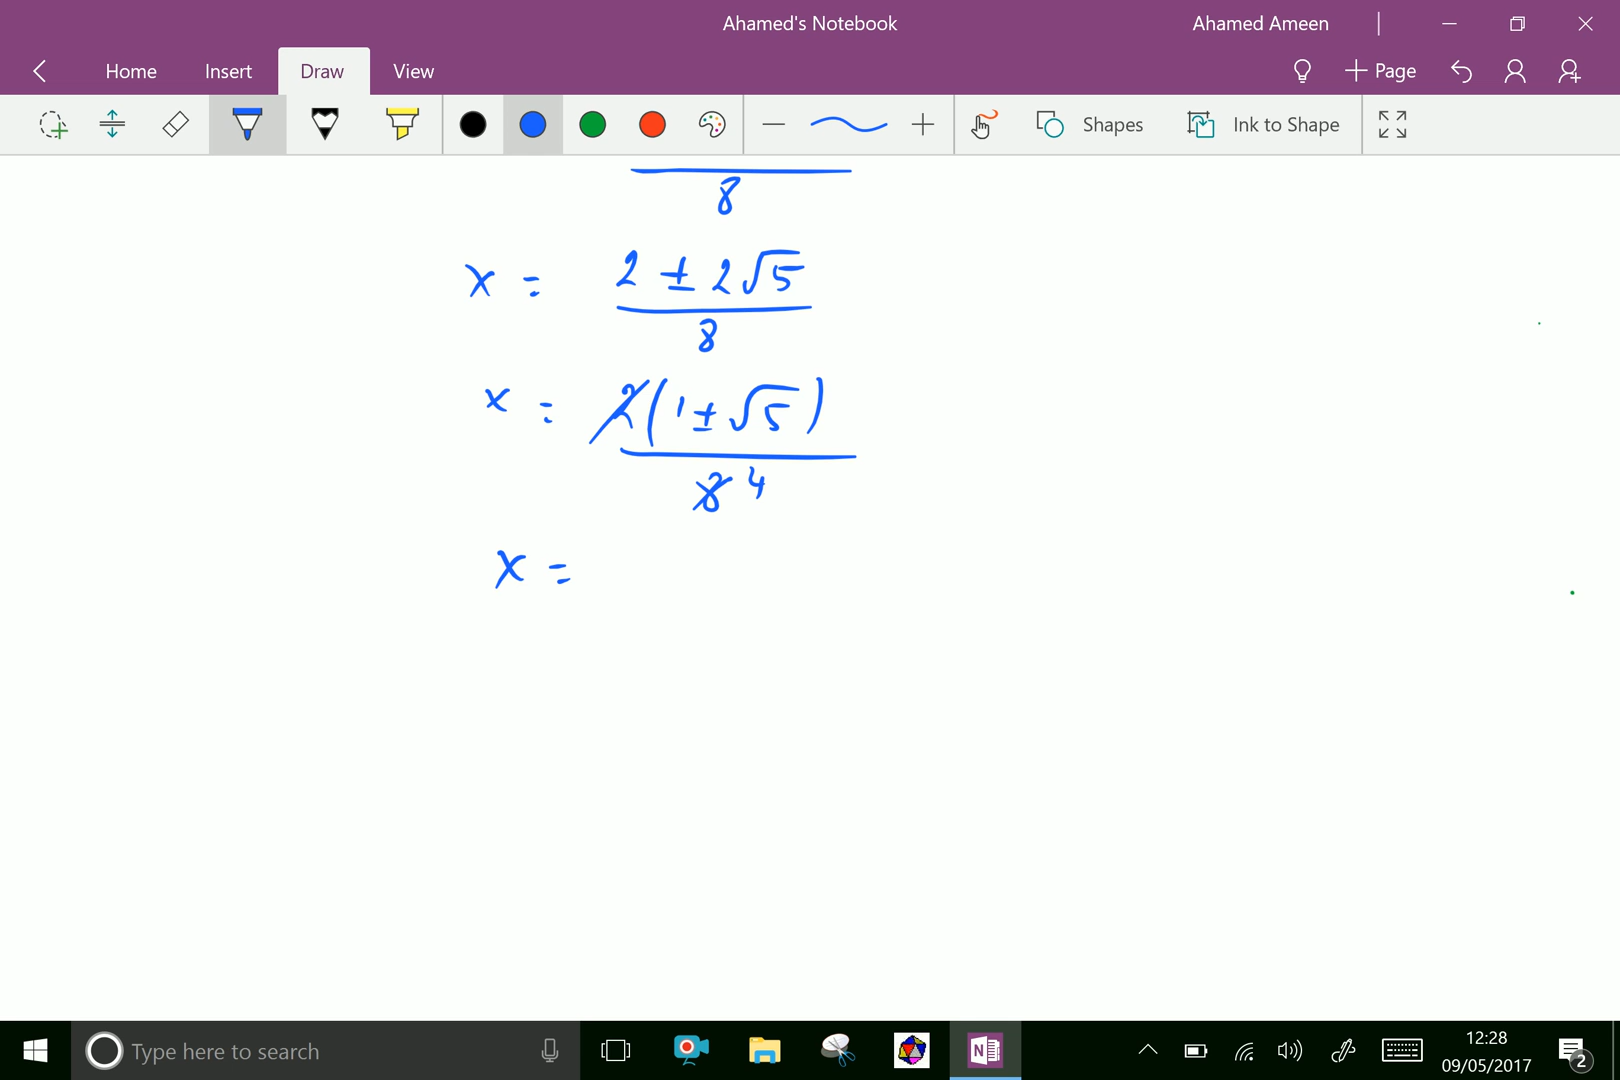 Ahamed's Notebook
Ahamed Ameen
Home Insert Draw View
Page
Shapes Ink to Shape
8
x = 2 ± 2√5
8
x = 2(1 ± √5)
8 4
x =
Type here to search
N
12:28
09/05/2017
2